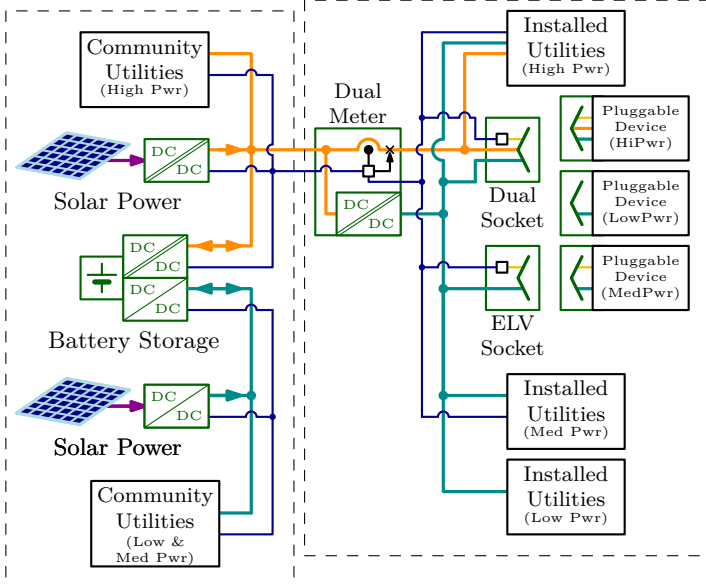 Community
Utilities
(High Pwr)
DC
DC
Solar Power
DC
DC
DC
DC
Battery Storage
DC
DC
Solar Power
Community
Utilities
(Low &
Med Pwr)
Dual
Meter
DC
DC
Installed
Utilities
(High Pwr)
Dual
Socket
Pluggable
Device
(HiPwr)
Pluggable
Device
(LowPwr)
ELV
Socket
Pluggable
Device
(MedPwr)
Installed
Utilities
(Med Pwr)
Installed
Utilities
(Low Pwr)